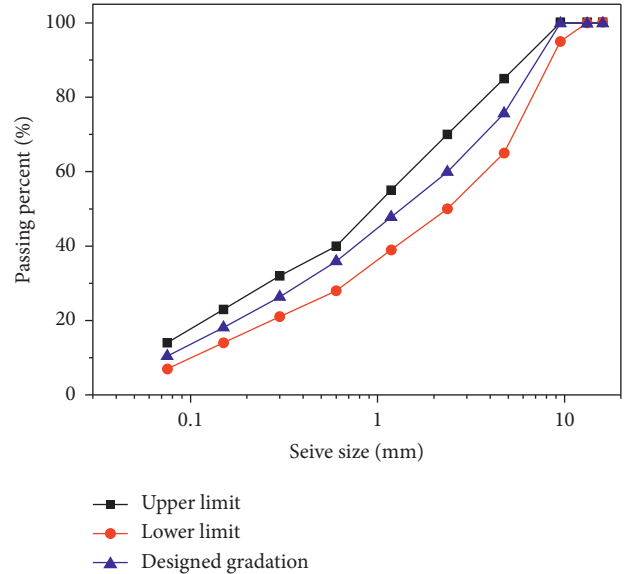 100
80
60
40
20
0
Passing percent (%)
0.1 1 10
Seive size (mm)
Upper limit
Lower limit
Designed gradation